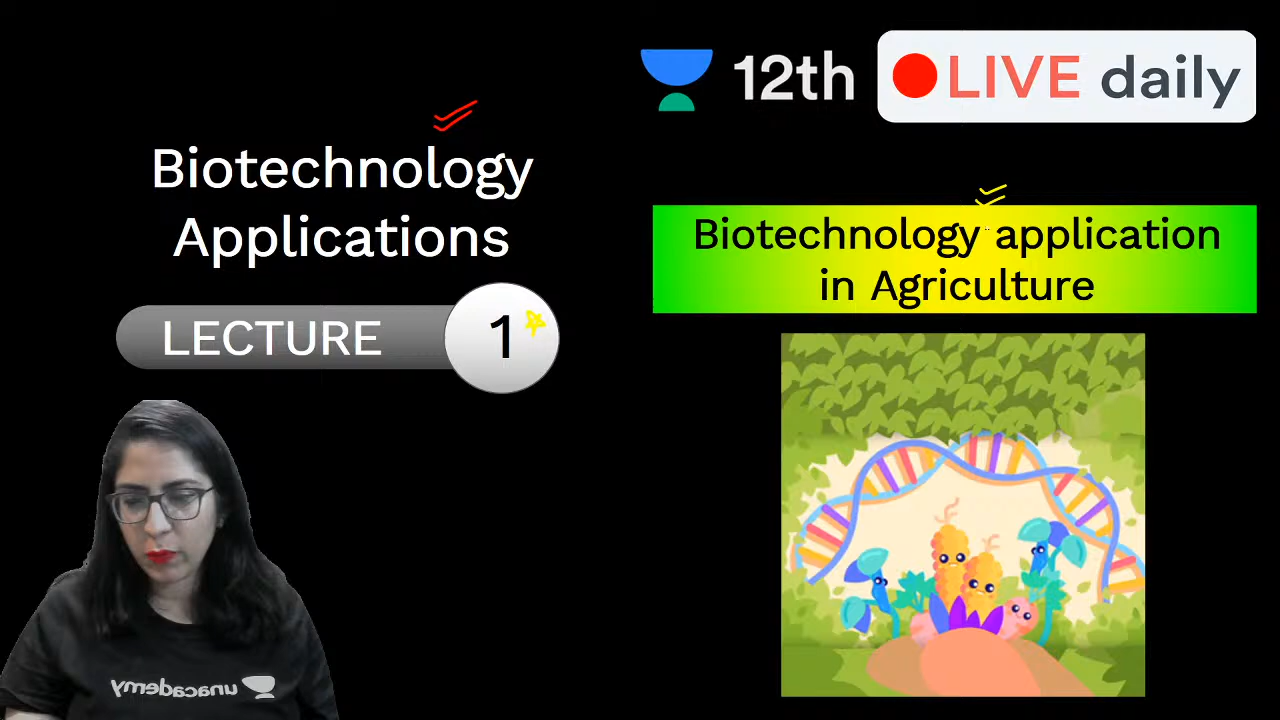 12th LIVE daily
Biotechnology
Applications
LECTURE 1
Biotechnology application
in Agriculture
unacademy